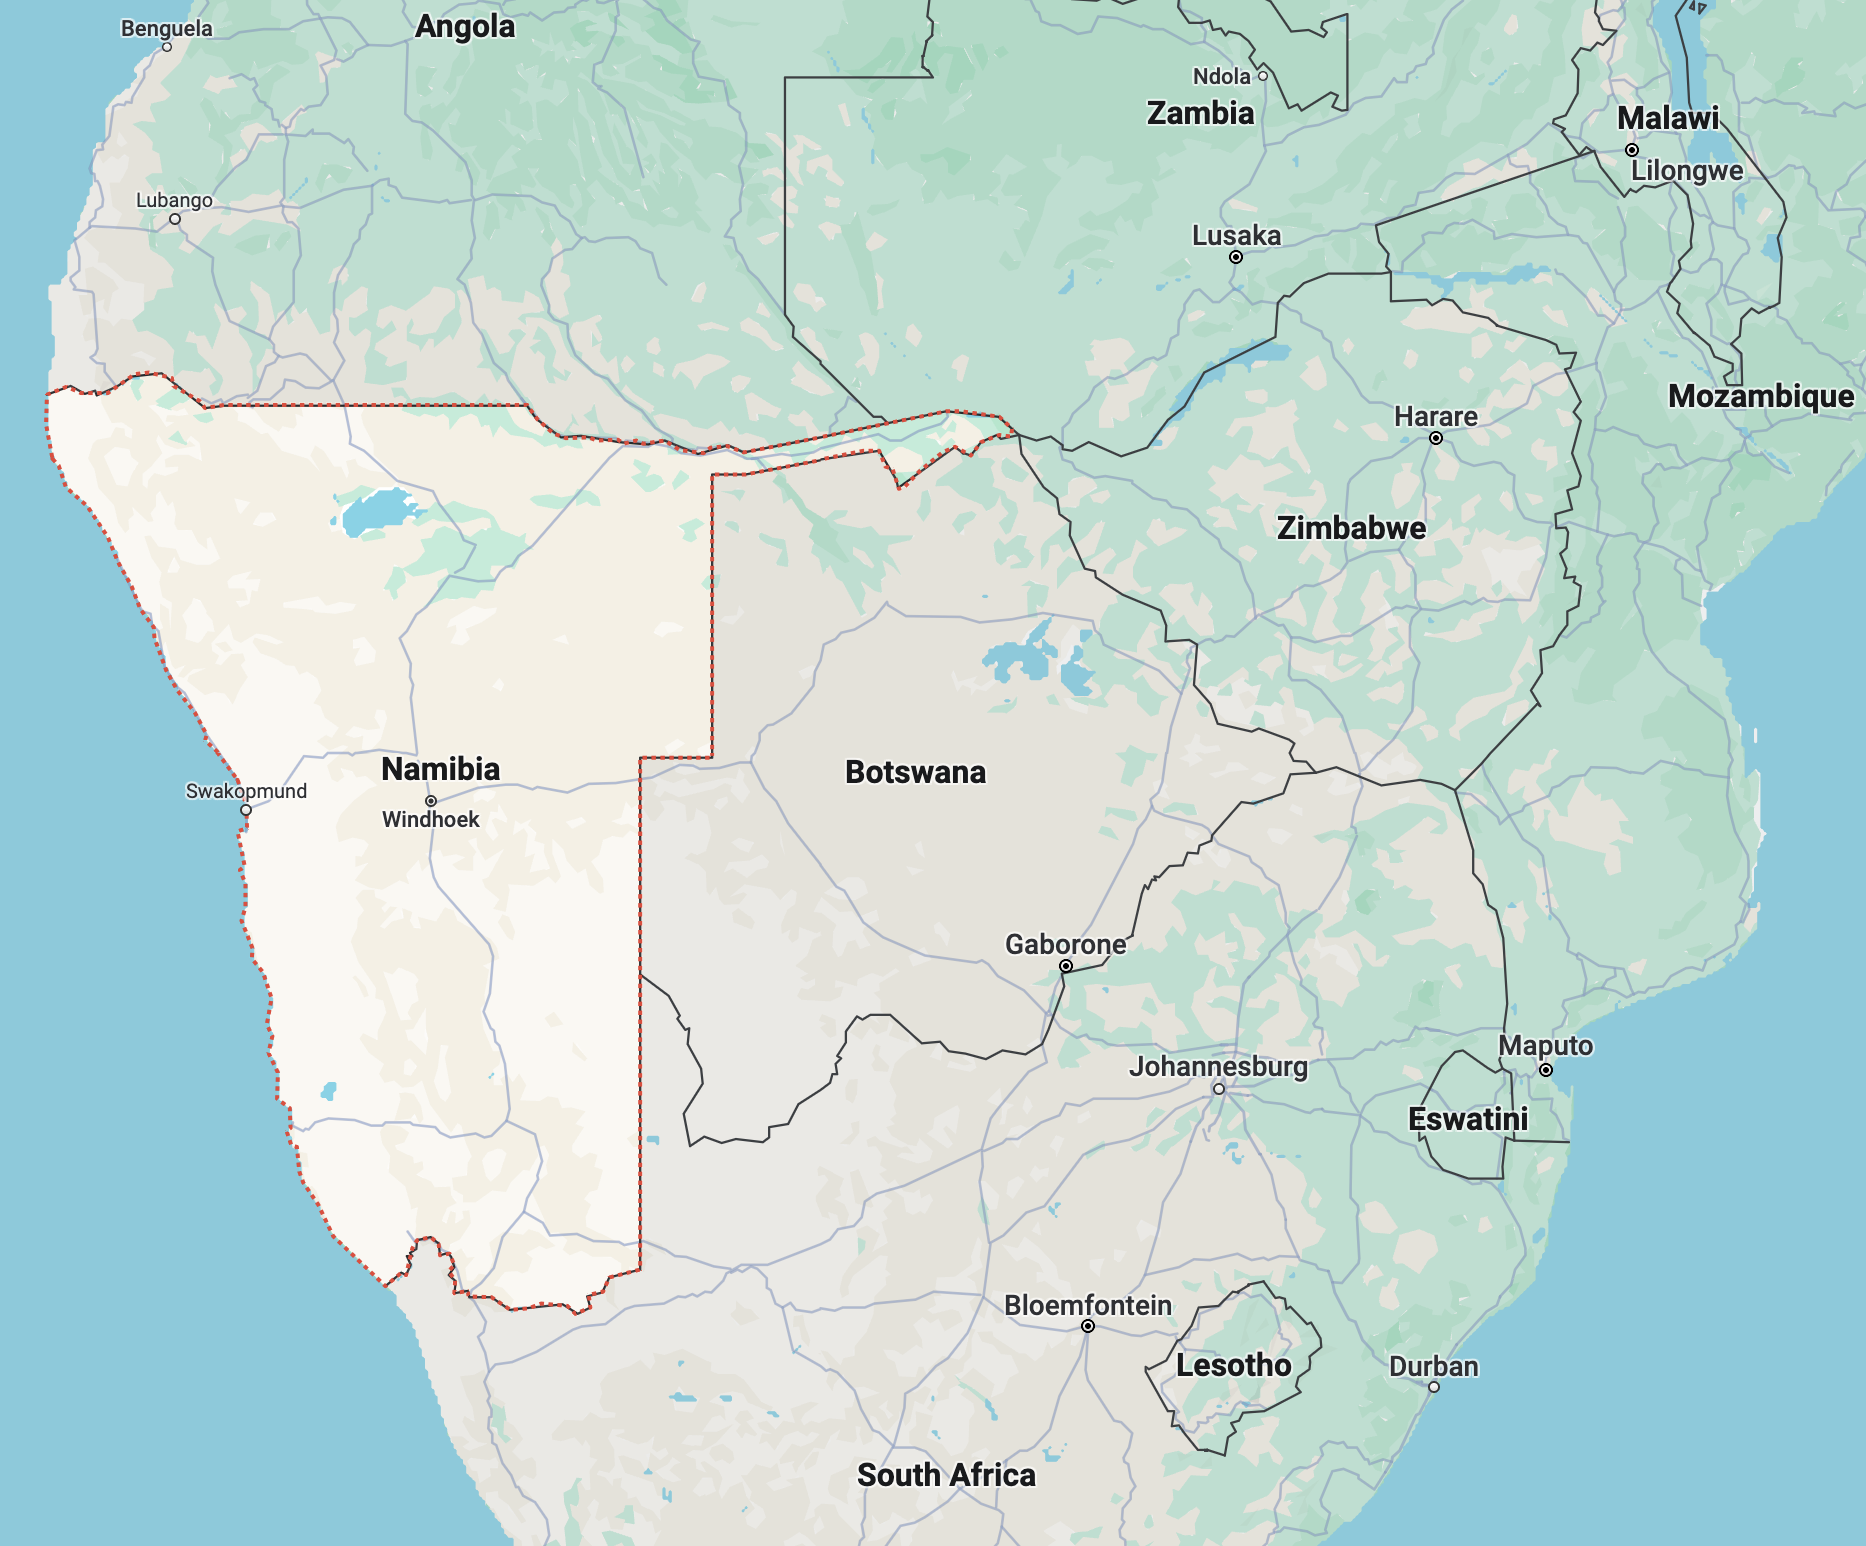 Benguela
Angola
Ndola
Zambia
Malawi
Lilongwe
Lubango
Lusaka
Mozambique
Harare
Zimbabwe
Namibia
Botswana
Swakopmund
Windhoek
Gaborone
Maputo
Johannesburg
Eswatini
Bloemfontein
Lesotho
Durban
South Africa